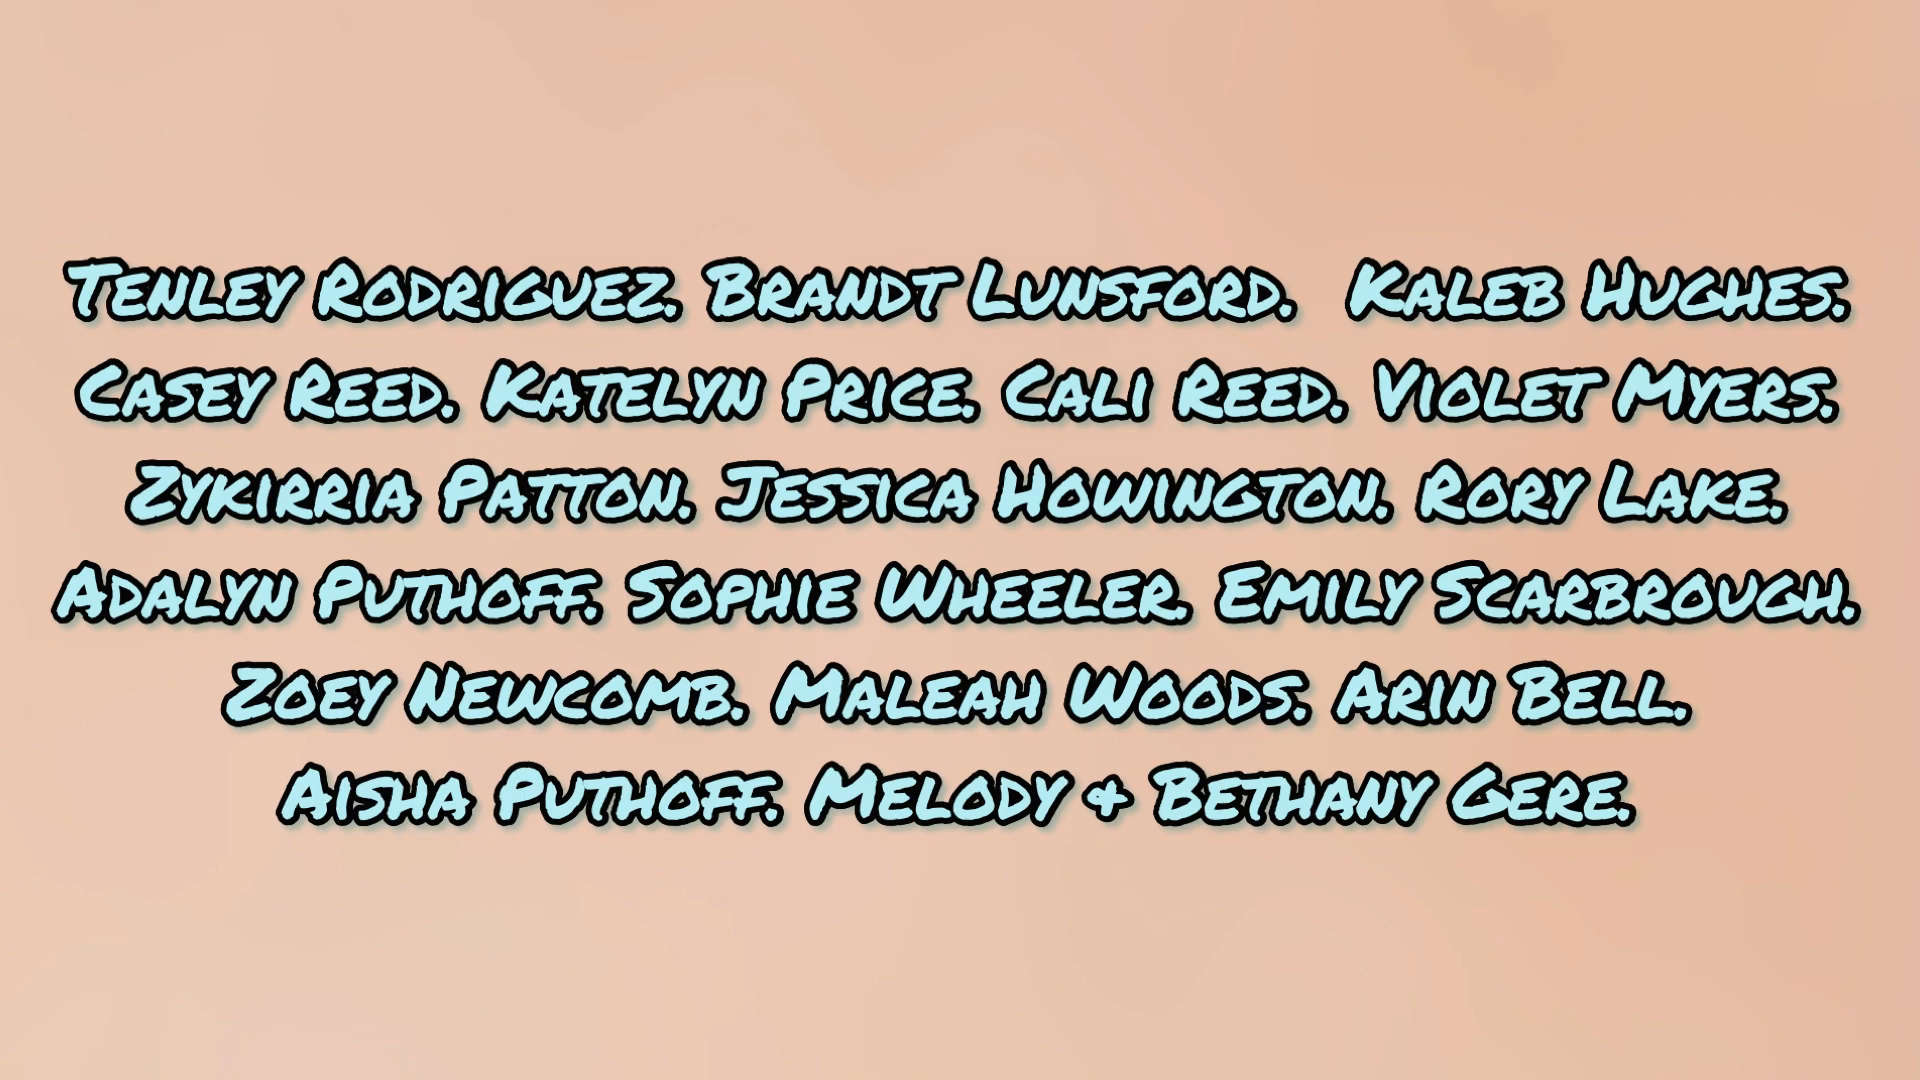 Tenley Rodriguez. Brandt Lunsford. Kaleb Hughes.
Casey Reed. Katelyn Price. Cali Reed. Violet Myers.
Zykirria Patton. Jessica Howington. Rory Lake.
Adalyn Puthoff. Sophie Wheeler. Emily Scarbrough.
Zoey Newcomb. Maleah Woods. Arin Bell.
Aisha Puthoff. Melody & Bethany Gere.